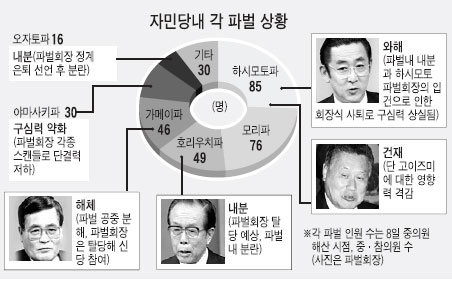 자민당내 각 파벌 상황
오자토파 16
내분(파벌회장 정계
은퇴 선언 후 분란)
야마사키파 30
구심력 약화
(파벌회장 각종
스캔들로 단결력
저하)
기타
30
하시모토파
85
(명)
가메이파
46
호리우치파
49
모리파
76
와해
(파벌내 내분
과 하시모토
파벌회장의 입
건으로 인한
회장식 사퇴로 구심력 상실됨)
건재
(단 고이즈미
에 대한 영향
력 격감)
해체
(파벌 공중 분
해, 파벌회장
은 탈당해 신
당 참여)
내분
(파벌회장 탈
당 예상, 파벌
내 분란)
※각 파벌 인원 수는 8일 중의원
해산 시점, 중·참의원 수
(사진은 파벌회장)